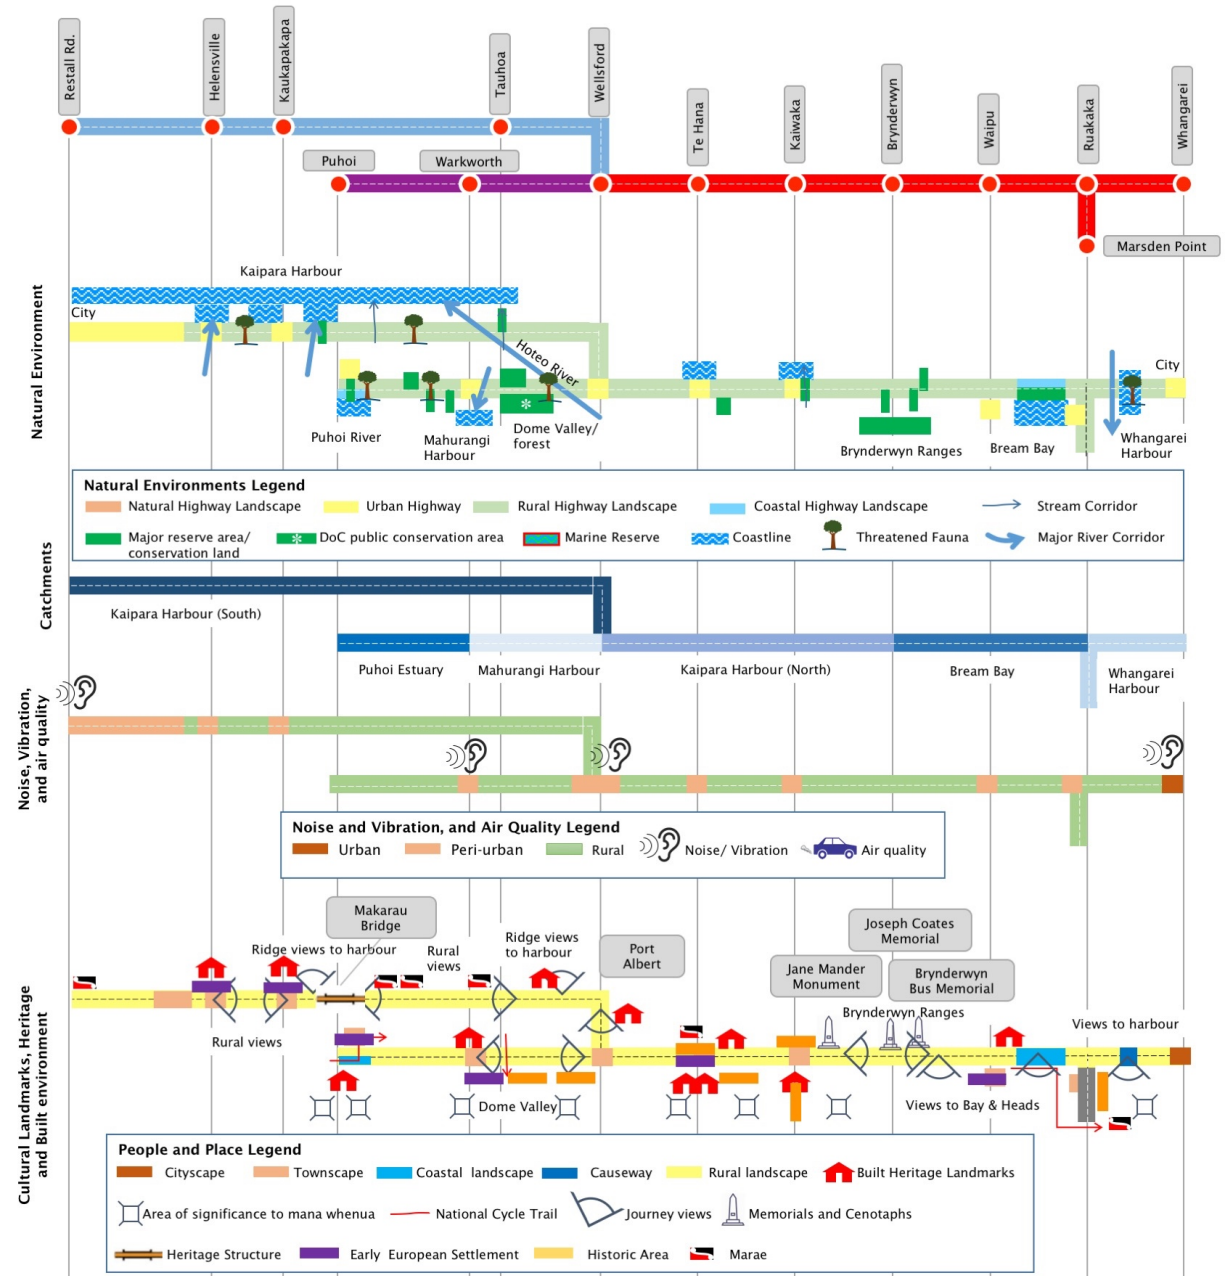 Restall Rd.
Helensville
Kaukapakapa
Tauhoa
Wellsford
Te Hana
Kaiwaka
Brynderwyn
Waipu
Ruakaka
Whangarei
Puhoi
Warkworth
Marsden Point
Natural Environment
Kaipara Harbour
City
Hoteo River
City
Puhoi River
Mahurangi
Harbour
Dome Valley/
forest
Brynderwyn Ranges
Bream Bay
Whangarei
Harbour
Natural Environments Legend
Natural Highway Landscape
Urban Highway
Rural Highway Landscape
Coastal Highway Landscape
Stream Corridor
Major reserve area/
conservation land
DoC public conservation area
Marine Reserve
Coastline
Threatened Fauna
Major River Corridor
Catchments
Kaipara Harbour (South)
Puhoi Estuary
Mahurangi Harbour
Kaipara Harbour (North)
Bream Bay
Whangarei
Harbour
Noise, Vibration,
and air quality
Noise and Vibration, and Air Quality Legend
Urban
Peri-urban
Rural
Noise/ Vibration
Air quality
Cultural Landmarks, Heritage
and Built environment
Makarau
Bridge
Ridge views to harbour
Rural
views
Ridge views
to harbour
Port
Albert
Joseph Coates
Memorial
Jane Mander
Monument
Brynderwyn
Bus Memorial
Brynderwyn Ranges
Views to harbour
Rural views
Dome Valley
Views to Bay & Heads
People and Place Legend
Cityscape
Townscape
Coastal landscape
Causeway
Rural landscape
Built Heritage Landmarks
Area of significance to mana whenua
National Cycle Trail
Journey views
Memorials and Cenotaphs
Heritage Structure
Early European Settlement
Historic Area
Marae